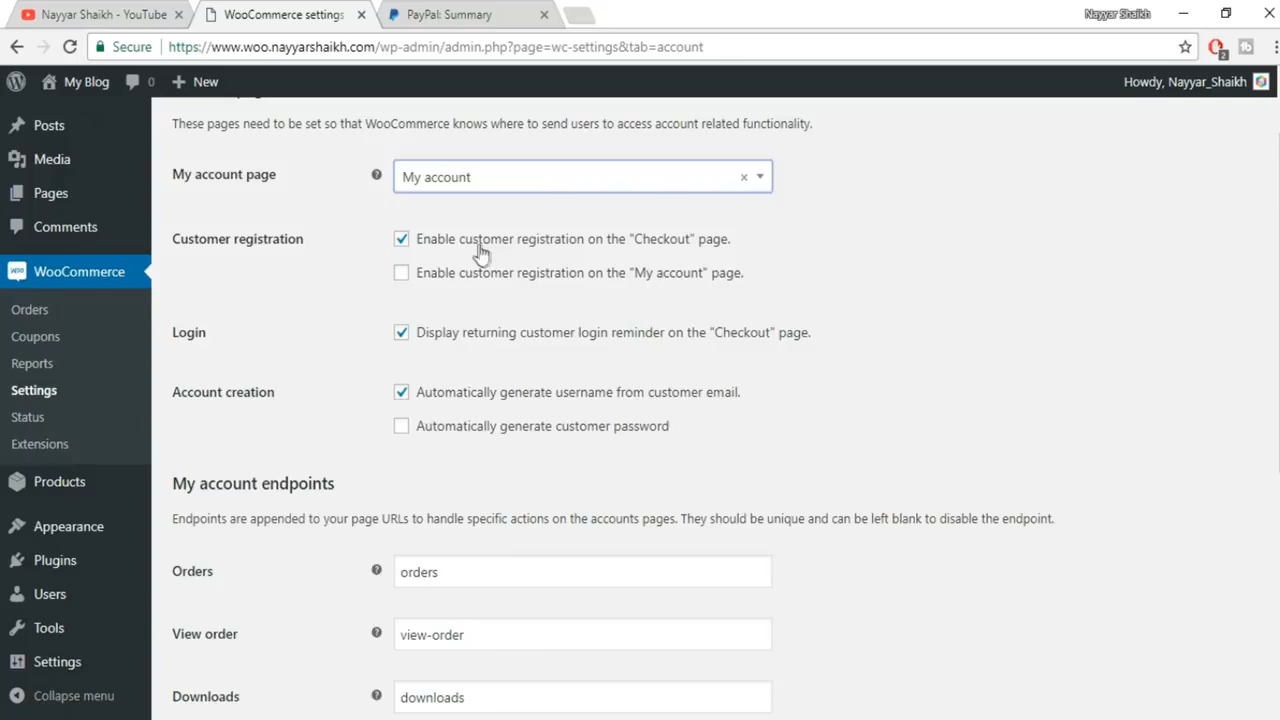 Nayyar Shaikh - YouTube
WooCommerce settings
PayPal: Summary
Nayyar Shaikh
Secure
https://www.woo.nayyarshaikh.com/wp-admin/admin.php?page=wc-settings&tab=account
2
My Blog
0
New
Howdy, Nayyar_Shaikh
Posts
Media
Pages
Comments
WooCommerce
Orders
Coupons
Reports
Settings
Status
Extensions
Products
Appearance
Plugins
Users
Tools
Settings
Collapse menu
These pages need to be set so that WooCommerce knows where to send users to access account related functionality.
My account page
My account
Customer registration
Enable customer registration on the "Checkout" page.
Enable customer registration on the "My account" page.
Login
Display returning customer login reminder on the "Checkout" page.
Account creation
Automatically generate username from customer email.
Automatically generate customer password
My account endpoints
Endpoints are appended to your page URLs to handle specific actions on the accounts pages. They should be unique and can be left blank to disable the endpoint.
Orders
orders
View order
view-order
Downloads
downloads